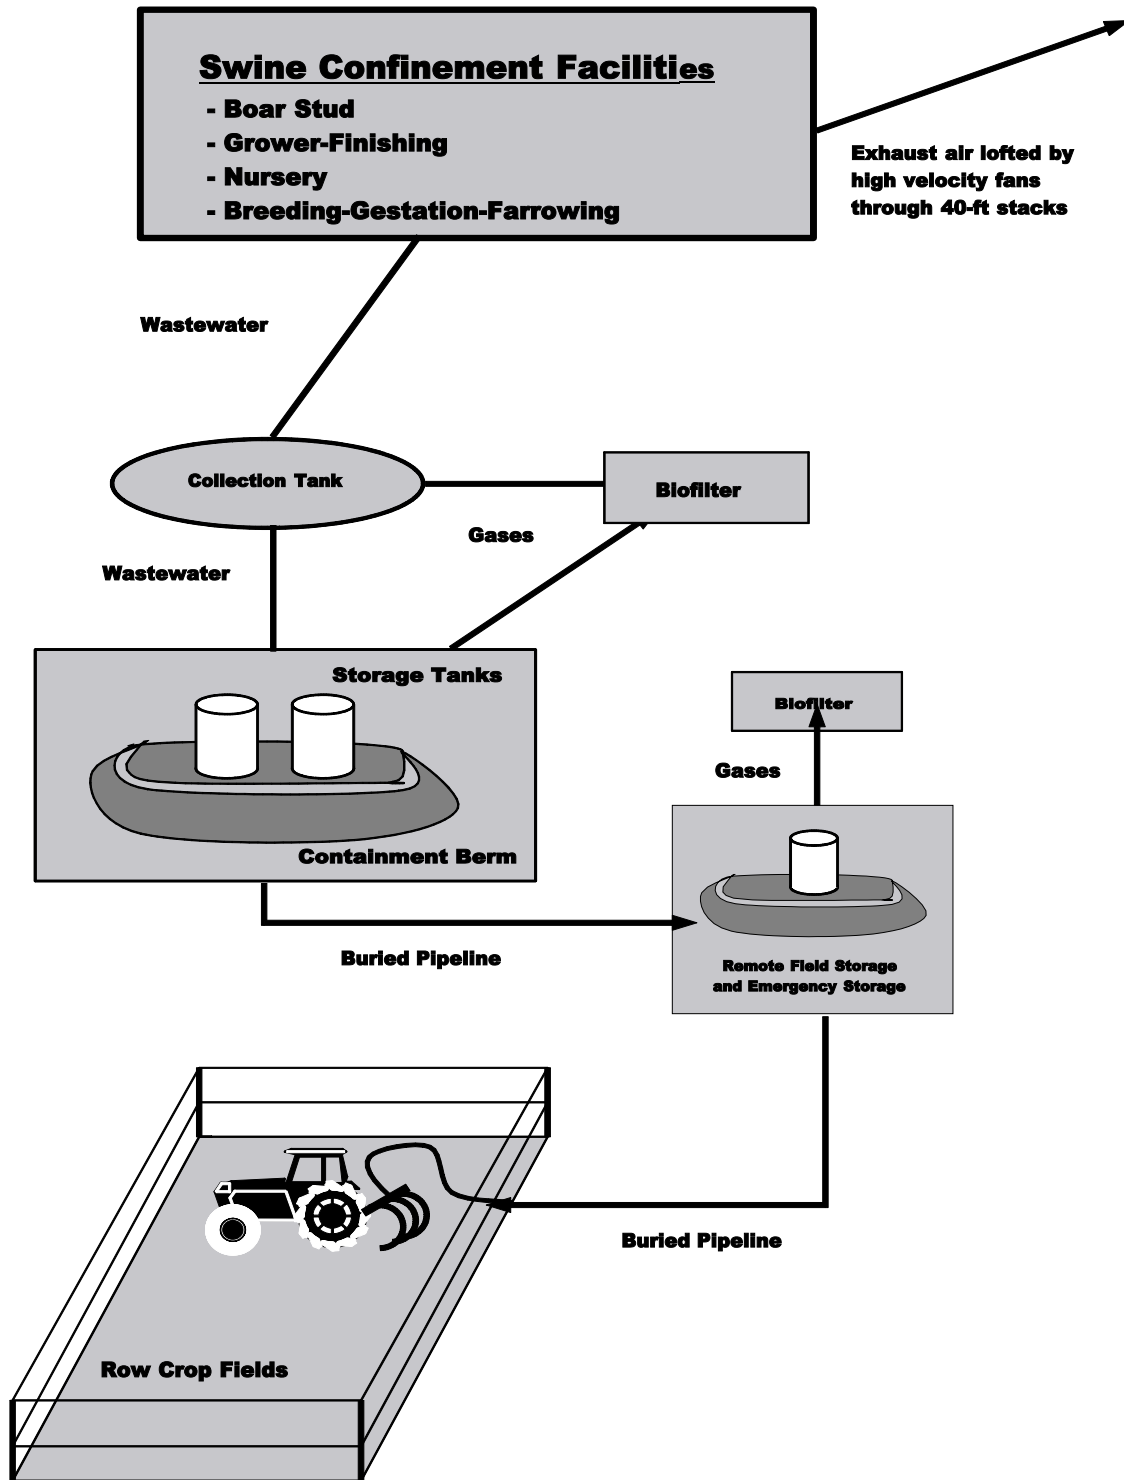 Swine Confinement Facilities
- Boar Stud
- Grower-Finishing
- Nursery
- Breeding-Gestation-Farrowing
Exhaust air lofted by
high velocity fans
through 40-ft stacks
Wastewater
Collection Tank
Biofilter
Gases
Wastewater
Storage Tanks
Biofilter
Gases
Containment Berm
Buried Pipeline
Remote Field Storage
and Emergency Storage
Buried Pipeline
Row Crop Fields